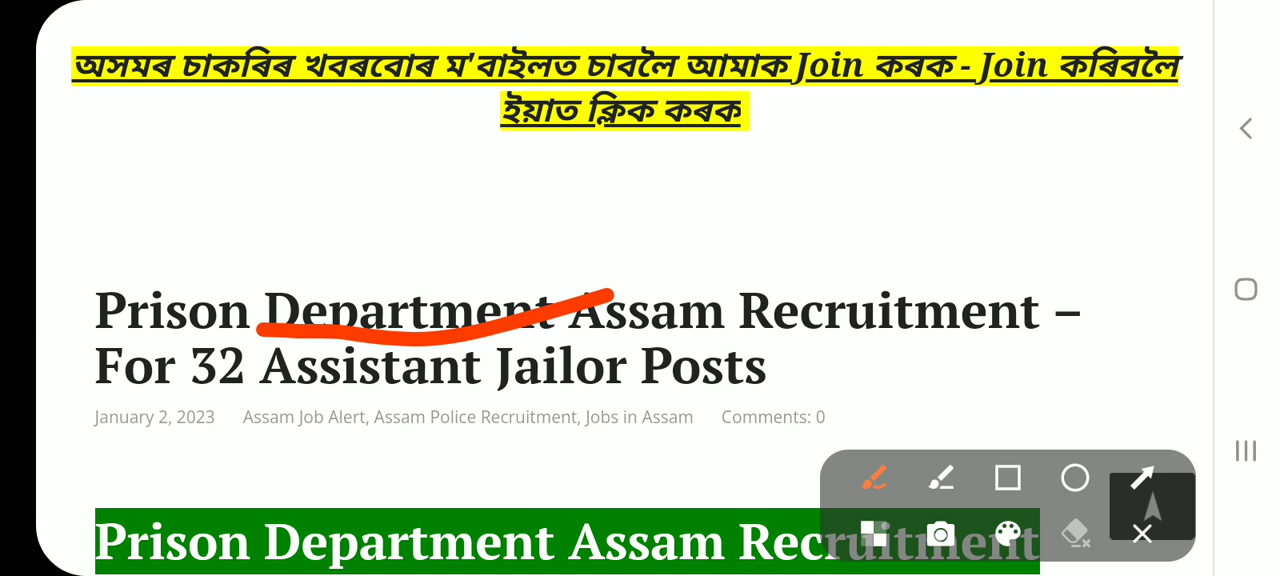 অসমৰ চাকৰিৰ খবৰবোৰ ম'বাইলত চাবলৈ আমাক Join কৰক - Join কৰিবলৈ
ইয়াত ক্লিক কৰক
Prison Department Assam Recruitment –
For 32 Assistant Jailor Posts
January 2, 2023 Assam Job Alert, Assam Police Recruitment, Jobs in Assam Comments: 0
Prison Department Assam Recruitment